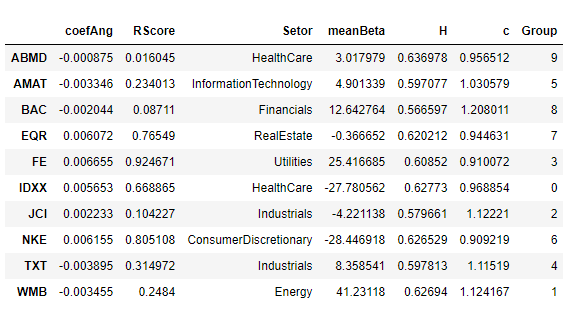 coefAng RScore Setor meanBeta H c Group
ABMD -0.000875 0.016045 HealthCare 3.017979 0.636978 0.956512 9
AMAT -0.003346 0.234013 InformationTechnology 4.901339 0.597077 1.030579 5
BAC -0.002044 0.08711 Financials 12.642764 0.566597 1.208011 8
EQR 0.006072 0.76549 RealEstate -0.366652 0.620212 0.944631 7
FE 0.006655 0.924671 Utilities 25.416685 0.60852 0.910072 3
IDXX 0.005653 0.668865 HealthCare -27.780562 0.62773 0.968854 0
JCI 0.002233 0.104227 Industrials -4.221138 0.579661 1.12221 2
NKE 0.006155 0.805108 ConsumerDiscretionary -28.446918 0.626529 0.909219 6
TXT -0.003895 0.314972 Industrials 8.358541 0.597813 1.11519 4
WMB -0.003455 0.2484 Energy 41.23118 0.62694 1.124167 1